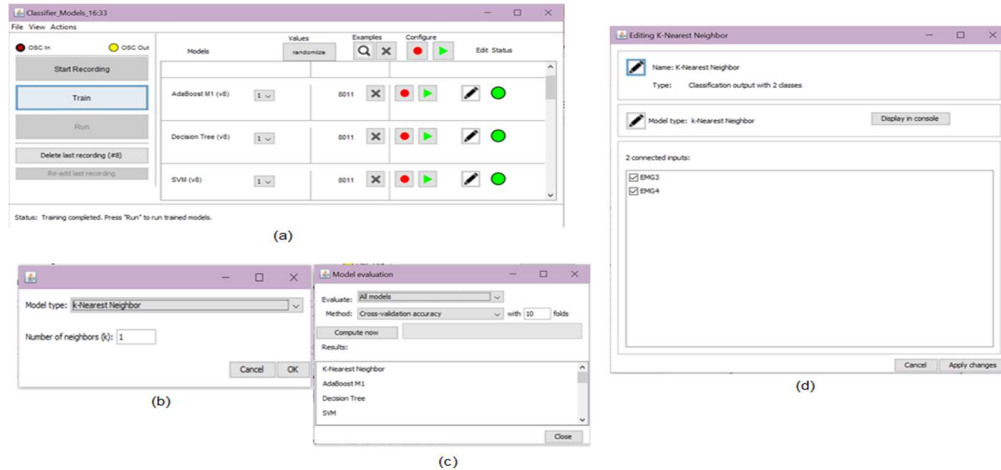 Classifier_Models_16:33
File View Actions
OSC In OSC Out
Start Recording
Train
Run
Delete last recording (#8)
Re-add last recording
Values Examples Configure
Models randomize Edit Status
AdaBoost M1 (v8) 1 8011
Decision Tree (v8) 1 8011
SVM (v8) 1 8011
Status: Training completed. Press "Run" to run trained models.
(a)
Model type: k-Nearest Neighbor
Number of neighbors (k): 1
Cancel OK
(b)
Model evaluation
Evaluate: All models
Method: Cross-validation accuracy with 10 folds
Compute now
Results:
K-Nearest Neighbor
AdaBoost M1
Decision Tree
SVM
Close
(c)
Editing K-Nearest Neighbor
Name: K-Nearest Neighbor
Type: Classification output with 2 classes
Model type: k-Nearest Neighbor Display in console
2 connected inputs:
EMG3
EMG4
Cancel Apply changes
(d)